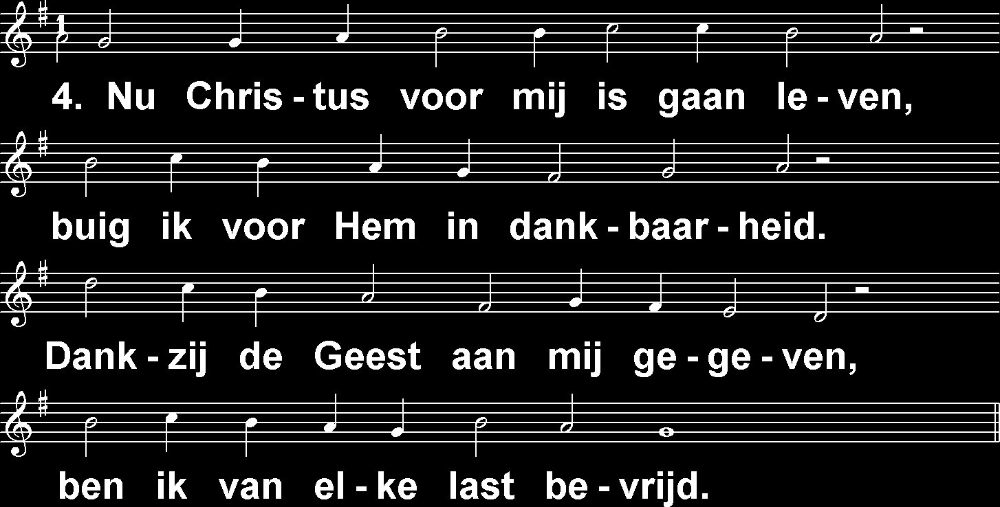 1
4. Nu Chris - tus voor mij is gaan le - ven,
buig ik voor Hem in dank - baar - heid.
Dank - zij de Geest aan mij ge - ge - ven,
ben ik van el - ke last be - vrijd.